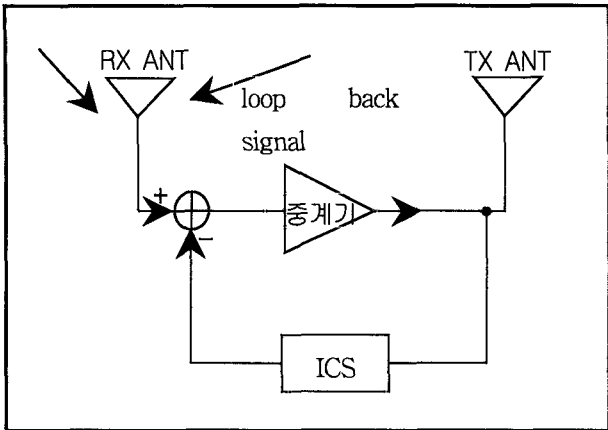 RX ANT
TX ANT
loop back
signal
+
중계기
−
ICS